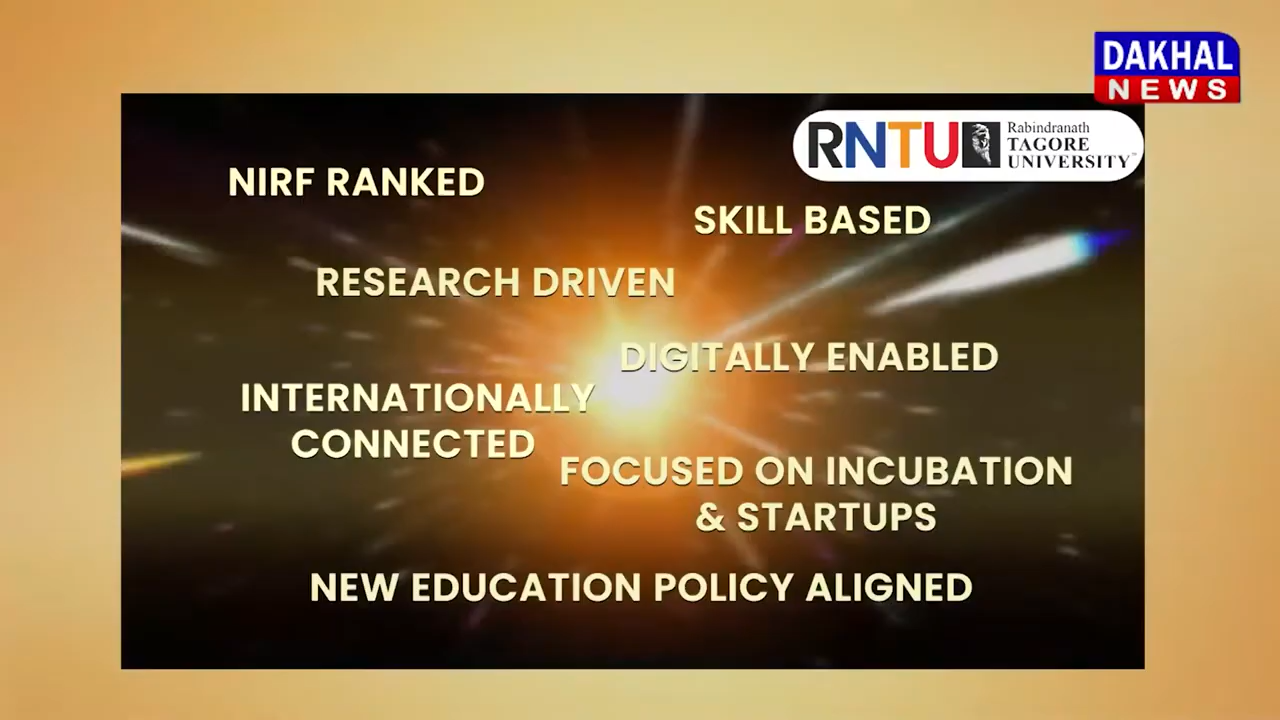 DAKHAL
NEWS
RNTU
Rabindranath
TAGORE
UNIVERSITY
NIRF RANKED
SKILL BASED
RESEARCH DRIVEN
DIGITALLY ENABLED
INTERNATIONALLY
CONNECTED
FOCUSED ON INCUBATION
& STARTUPS
NEW EDUCATION POLICY ALIGNED